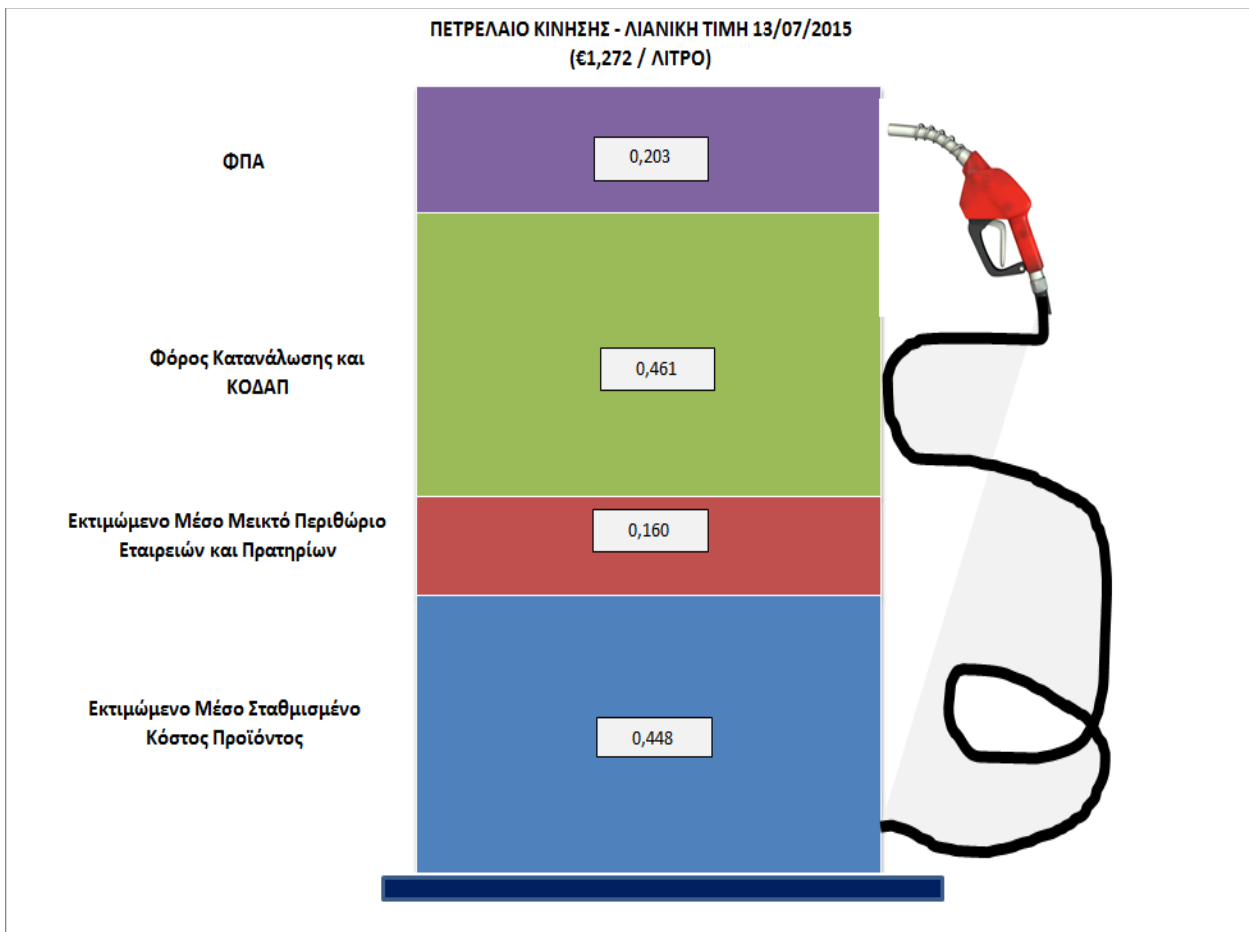 ΠΕΤΡΕΛΑΙΟ ΚΙΝΗΣΗΣ - ΛΙΑΝΙΚΗ ΤΙΜΗ 13/07/2015
(€1,272 / ΛΙΤΡΟ)
ΦΠΑ
0,203
Φόρος Κατανάλωσης και
ΚΟΔΑΠ
0,461
Εκτιμώμενο Μέσο Μεικτό Περιθώριο
Εταιρειών και Πρατηρίων
0,160
Εκτιμώμενο Μέσο Σταθμισμένο
Κόστος Προϊόντος
0,448